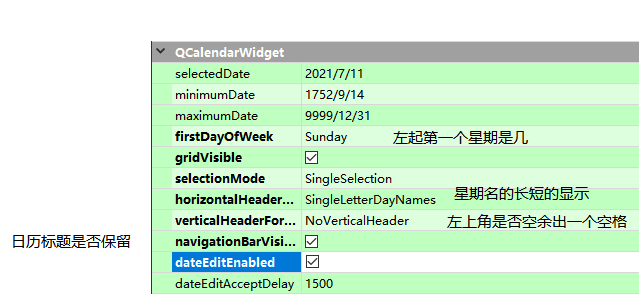 QCalendarWidget
selectedDate 2021/7/11
minimumDate 1752/9/14
maximumDate 9999/12/31
firstDayOfWeek Sunday 左起第一个星期是几
gridVisible
selectionMode SingleSelection
horizontalHeader... SingleLetterDayNames 星期名的长短的显示
verticalHeaderFor... NoVerticalHeader 左上角是否空余出一个空格
日历标题是否保留 navigationBarVisi...
dateEditEnabled
dateEditAcceptDelay 1500